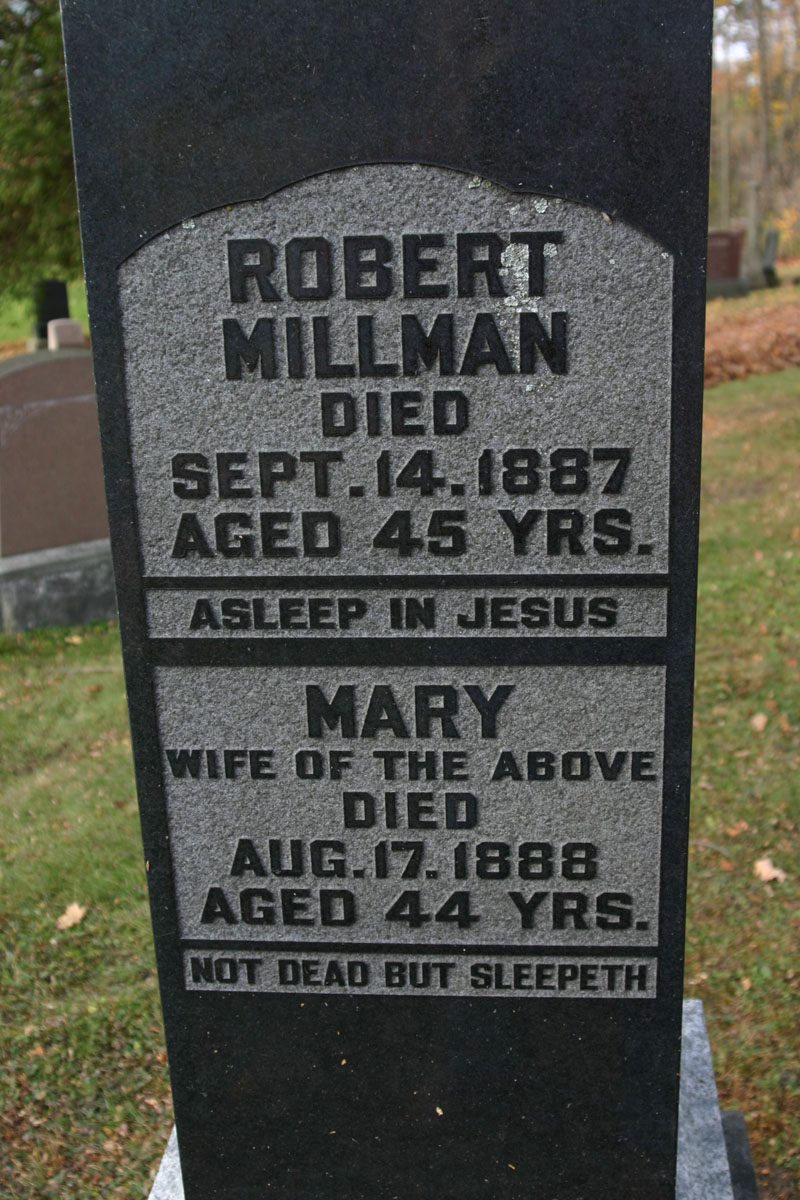 ROBERT
MILLMAN
DIED
SEPT. 14. 1887
AGED 45 YRS.
ASLEEP IN JESUS
MARY
WIFE OF THE ABOVE
DIED
AUG. 17. 1888
AGED 44 YRS.
NOT DEAD BUT SLEEPETH